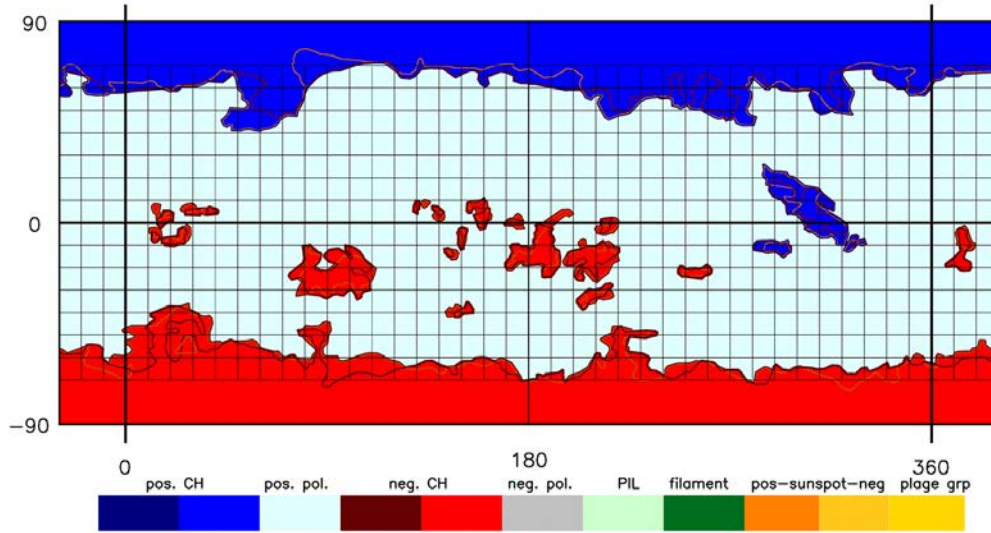 90
0
-90
0 180 360
pos. CH pos. pol. neg. CH neg. pol. PIL filament pos-sunspot-neg plage grp